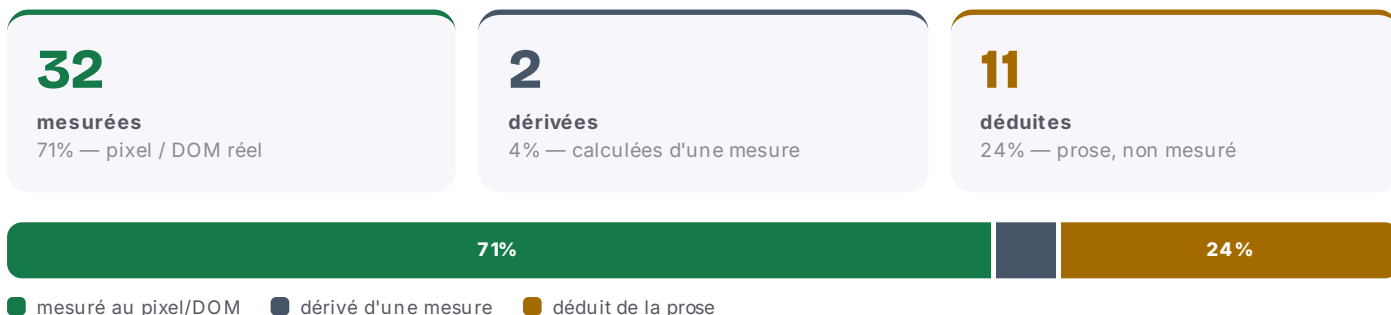 32
mesurées
71% — pixel / DOM réel
2
dérivées
4% — calculées d'une mesure
11
déduites
24% — prose, non mesuré
71%
24%
mesuré au pixel/DOM
dérivé d'une mesure
déduit de la prose